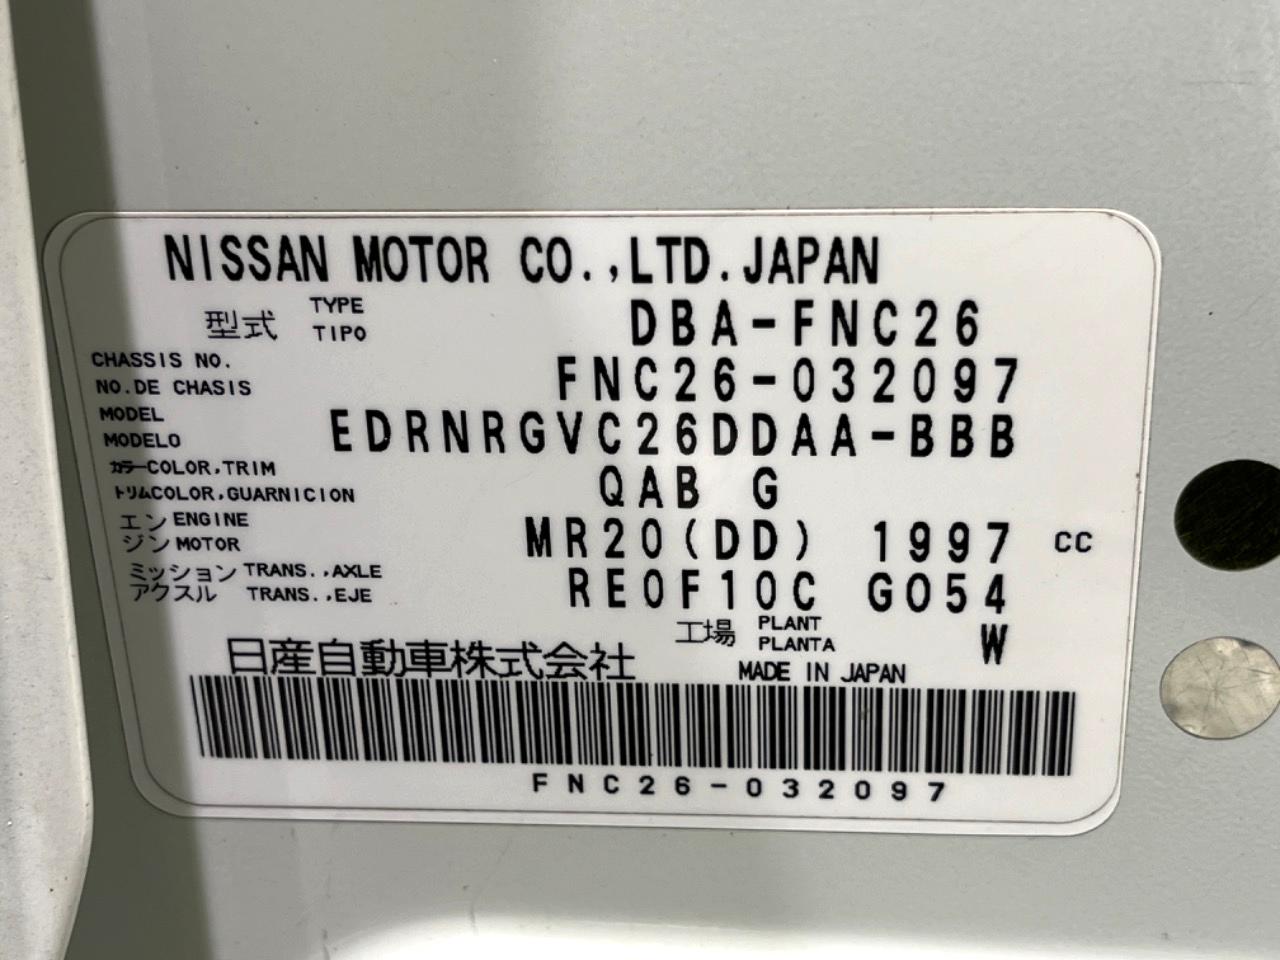 NISSAN MOTOR CO.,LTD.JAPAN
型式 TYPE TIPO DBA-FNC26
CHASSIS NO.
NO.DE CHASIS FNC26-032097
MODEL
MODELO EDRNRGVC26DDAA-BBB
カラーCOLOR,TRIM
トリムCOLOR,GUARNICION QAB G
エンジン ENGINE MOTOR MR20(DD) 1997 CC
ミッション TRANS.,AXLE
アクスル TRANS.,EJE RE0F10C G054
工場 PLANT PLANTA W
日産自動車株式会社 MADE IN JAPAN
FNC26-032097